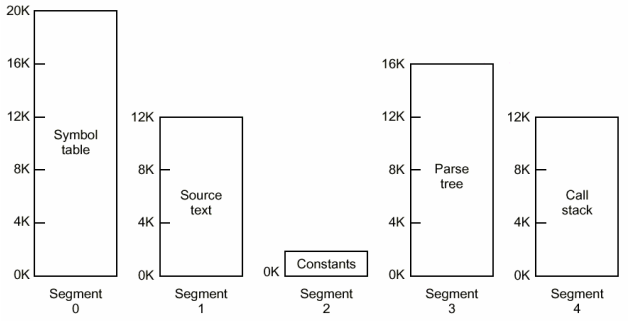 20K
16K
12K
8K
4K
0K
Symbol
table
Segment
0
12K
8K
4K
0K
Source
text
Segment
1
0K
Constants
Segment
2
16K
12K
8K
4K
0K
Parse
tree
Segment
3
12K
8K
4K
0K
Call
stack
Segment
4